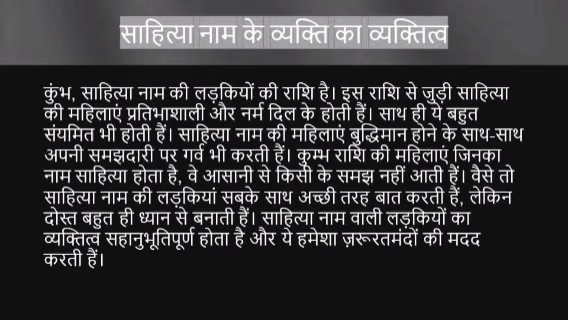 साहित्या नाम के व्यक्ति का व्यक्तित्व
कुंभ, साहित्या नाम की लड़कियों की राशि है। इस राशि से जुड़ी साहित्या
की महिलाएं प्रतिभाशाली और नर्म दिल के होती हैं। साथ ही ये बहुत
संयमित भी होती हैं। साहित्या नाम की महिलाएं बुद्धिमान होने के साथ-साथ
अपनी समझदारी पर गर्व भी करती हैं। कुम्भ राशि की महिलाएं जिनका
नाम साहित्या होता है, वे आसानी से किसी के समझ नहीं आती हैं। वैसे तो
साहित्या नाम की लड़कियां सबके साथ अच्छी तरह बात करती हैं, लेकिन
दोस्त बहुत ही ध्यान से बनाती हैं। साहित्या नाम वाली लड़कियों का
व्यक्तित्व सहानुभूतिपूर्ण होता है और ये हमेशा ज़रूरतमंदों की मदद
करती हैं।